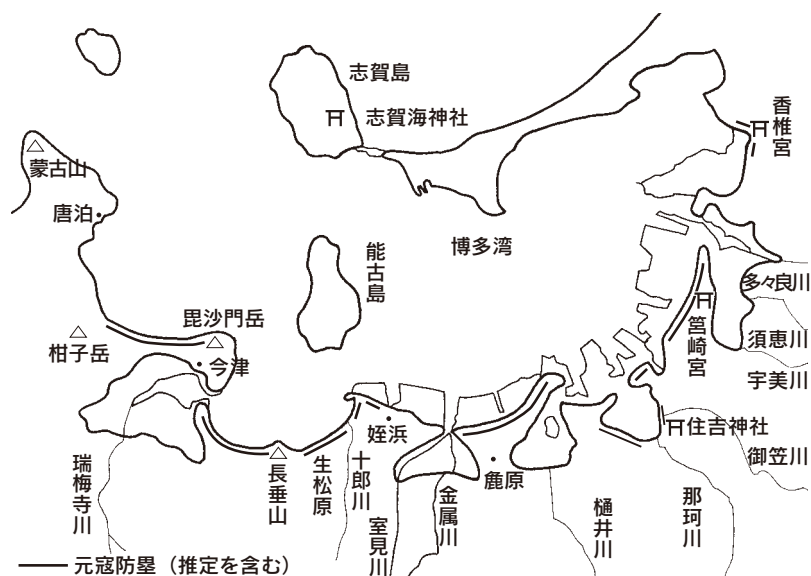 志賀島
志賀海神社
香椎宮
蒙古山
唐泊
博多湾
能古島
多々良川
毘沙門岳
柑子岳
今津
筥崎宮
須恵川
宇美川
姪浜
住吉神社
御笠川
瑞梅寺川
長垂山
生松原
十郎川
室見川
金屑川
麁原
樋井川
那珂川
元寇防塁（推定を含む）